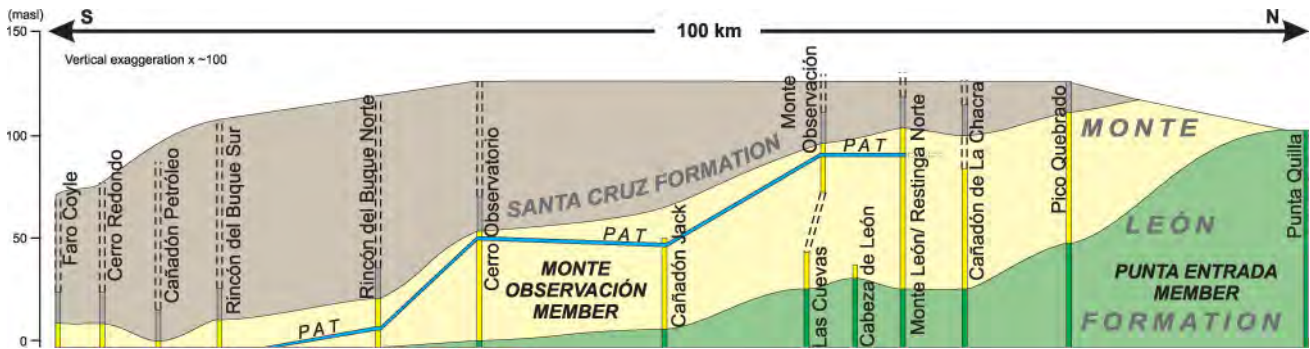 (masl)
S
N
100 km
150
100
50
0
Vertical exaggeration x ~100
Faro Coyle
Cerro Redondo
Cañadón Petróleo
Rincón del Buque Sur
Rincón del Buque Norte
Cerro Observatorio
Cañadón Jack
Monte
Observación
Las Cuevas
Cabeza de León
Monte León/ Restinga Norte
Cañadón de La Chacra
Pico Quebrado
Punta Quilla
PAT
PAT
PAT
SANTA CRUZ FORMATION
MONTE
OBSERVACIÓN
MEMBER
MONTE
LEÓN
FORMATION
PUNTA ENTRADA
MEMBER